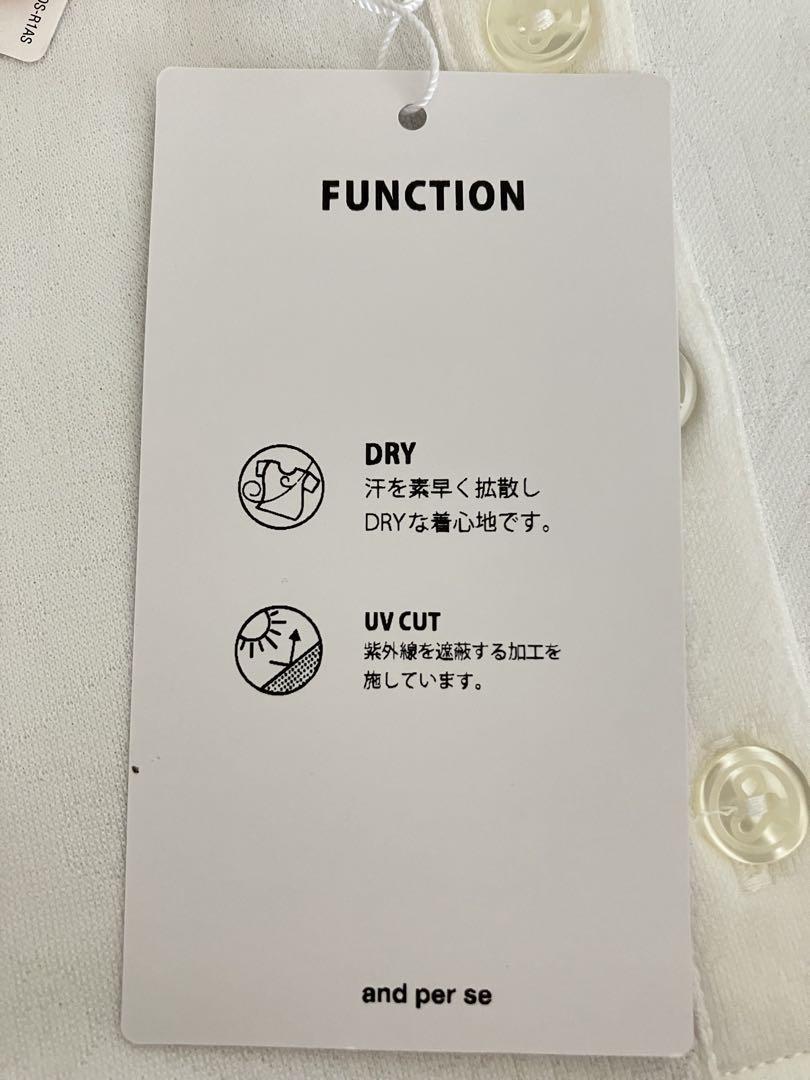 OS-R1AS
FUNCTION
DRY
汗を素早く拡散し
DRYな着心地です。
UV CUT
紫外線を遮蔽する加工を
施しています。
and per se